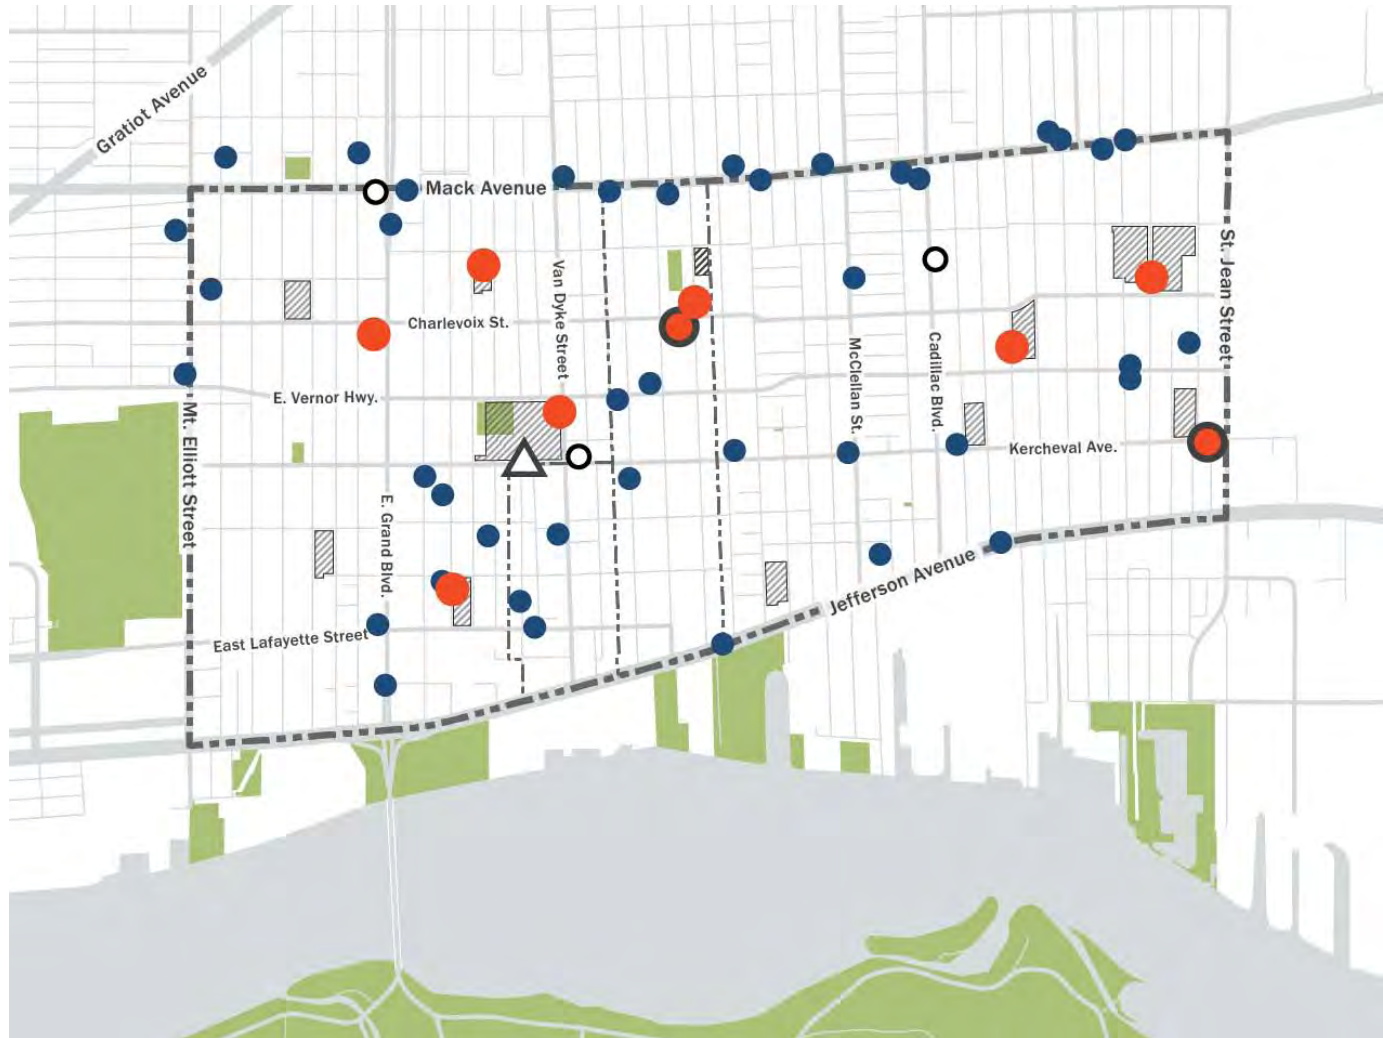 Gratiot Avenue
Mack Avenue
St. Jean Street
Van Dyke Street
Charlevoix St.
McClellan St.
Cadillac Blvd.
E. Vernor Hwy.
Mt. Elliott Street
Kercheval Ave.
E. Grand Blvd.
Jefferson Avenue
East Lafayette Street